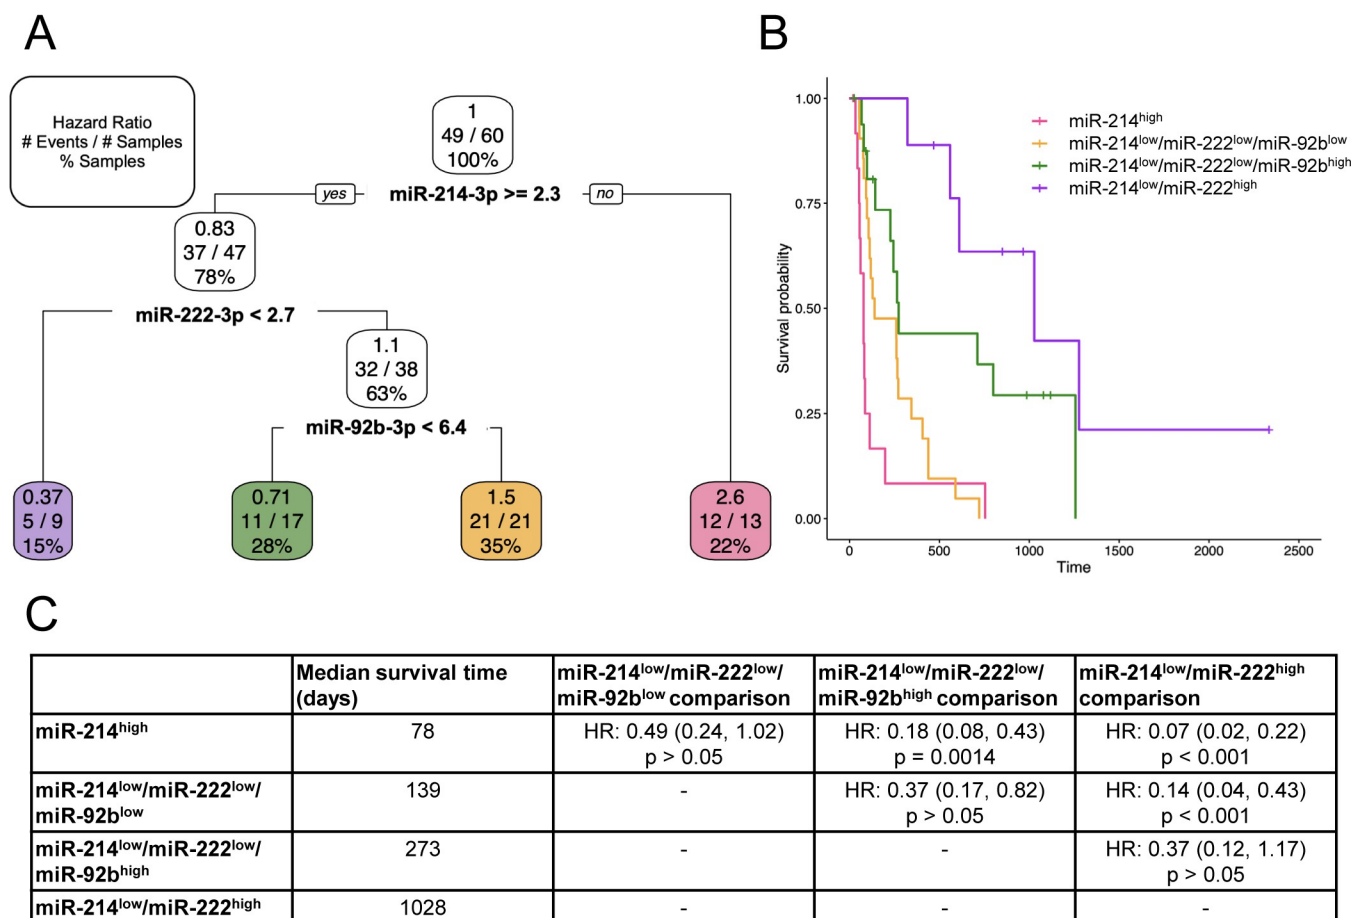 A
Hazard Ratio
# Events / # Samples
% Samples
1
49 / 60
100%
yes
miR-214-3p >= 2.3
no
0.83
37 / 47
78%
miR-222-3p < 2.7
1.1
32 / 38
63%
miR-92b-3p < 6.4
0.37
5 / 9
15%
0.71
11 / 17
28%
1.5
21 / 21
35%
2.6
12 / 13
22%
B
Survival probability
1.00
0.75
0.50
0.25
0.00
0
500
1000
1500
2000
2500
Time
miR-214high
miR-214low/miR-222low/miR-92blow
miR-214low/miR-222low/miR-92bhigh
miR-214low/miR-222high
C
Median survival time
(days)
miR-214low/miR-222low/
miR-92blow comparison
miR-214low/miR-222low/
miR-92bhigh comparison
miR-214low/miR-222high
comparison
miR-214high
78
HR: 0.49 (0.24, 1.02)
p > 0.05
HR: 0.18 (0.08, 0.43)
p = 0.0014
HR: 0.07 (0.02, 0.22)
p < 0.001
miR-214low/miR-222low/
miR-92blow
139
-
HR: 0.37 (0.17, 0.82)
p > 0.05
HR: 0.14 (0.04, 0.43)
p < 0.001
miR-214low/miR-222low/
miR-92bhigh
273
-
-
HR: 0.37 (0.12, 1.17)
p > 0.05
miR-214low/miR-222high
1028
-
-
-